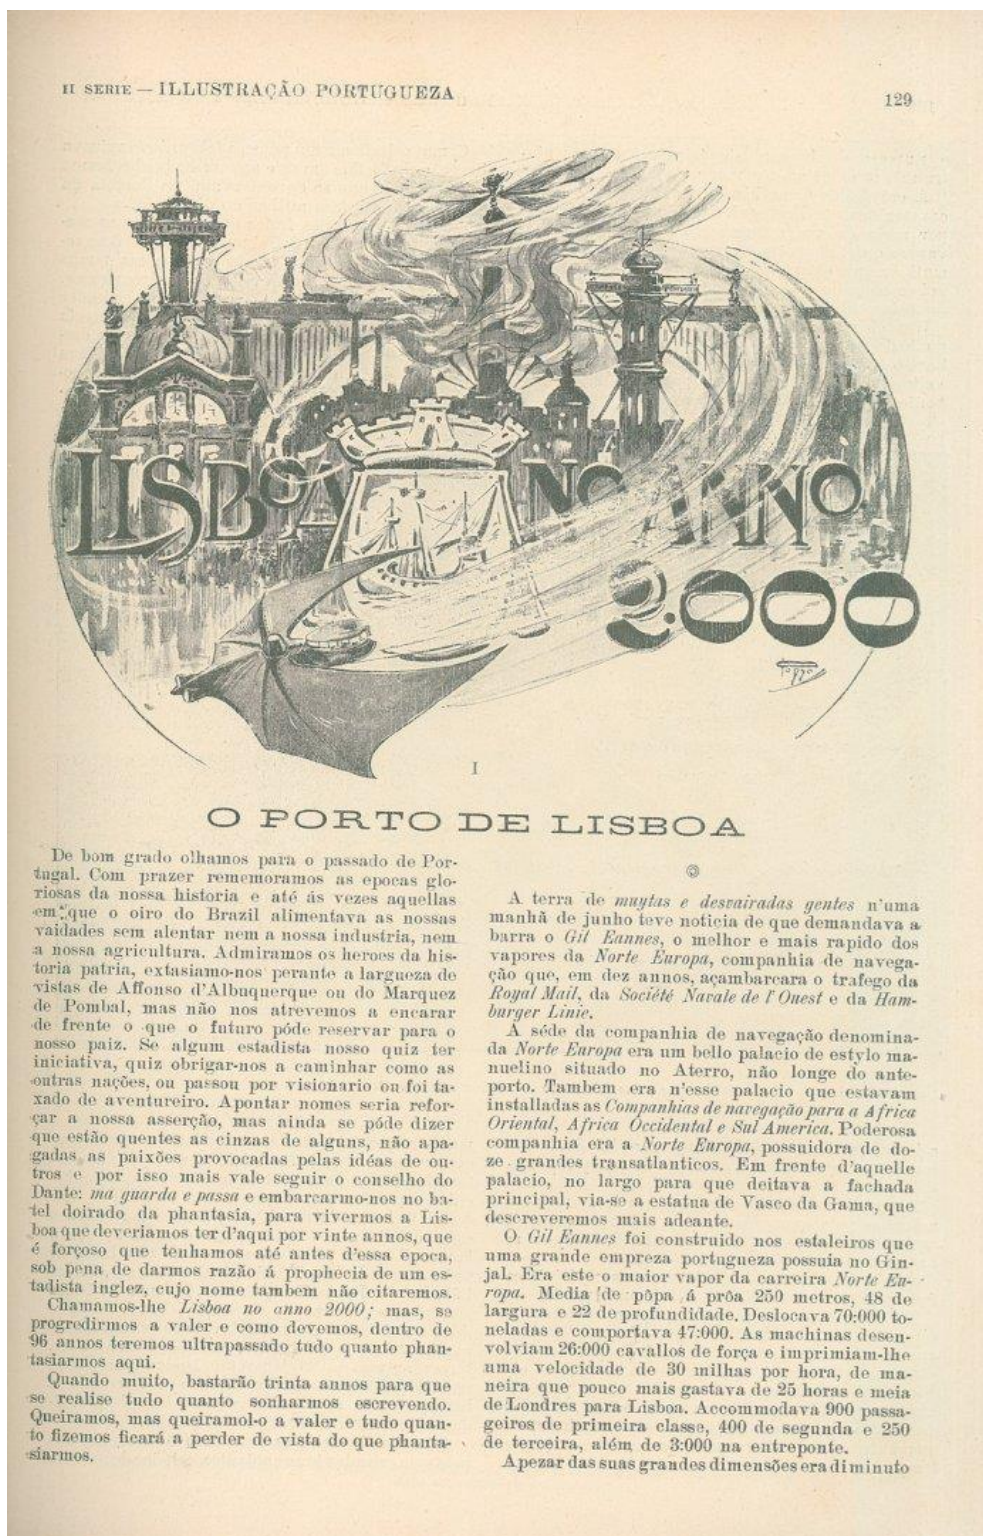 II SERIE — ILLUSTRAÇÃO PORTUGUEZA
129
LISBOA NO ANNO
2.000
I
O PORTO DE LISBOA
De bom grado olhamos para o passado de Por-
tugal. Com prazer rememoramos as epocas glo-
riosas da nossa historia e até ás vezes aquellas
em que o oiro do Brazil alimentava as nossas
vaidades sem alentar nem a nossa industria, nem
a nossa agricultura. Admiramos os heroes da his-
toria patria, extasiamo-nos perante a largueza de
vistas de Affonso d'Albuquerque ou do Marquez
de Pombal, mas não nos atrevemos a encarar
de frente o que o futuro póde reservar para o
nosso paiz. Se algum estadista nosso quiz ter
iniciativa, quiz obrigar-nos a caminhar como as
outras nações, ou passou por visionario ou foi ta-
xado de aventureiro. Apontar nomes seria refor-
çar a nossa asserção, mas ainda se póde dizer
que estão quentes as cinzas de alguns, não apa-
gadas as paixões provocadas pelas idéas de ou-
tros e por isso mais vale seguir o conselho do
Dante: ma guarda e passa e embarcarmo-nos no ba-
tel doirado da phantasia, para vivermos a Lis-
boa que deveriamos ter d'aqui por vinte annos, que
é forçoso que tenhamos até antes d'essa epoca,
sob pena de darmos razão á prophecia de um es-
tadista inglez, cujo nome tambem não citaremos.
Chamamos-lhe Lisboa no anno 2000; mas, se
progredirmos a valer e como devemos, dentro de
96 annos teremos ultrapassado tudo quanto phan-
tasiarmos aqui.
Quando muito, bastarão trinta annos para que
se realise tudo quanto sonharmos escrevendo.
Queiramos, mas queiramol-o a valer e tudo quan-
to fizemos ficará a perder de vista do que phanta-
siarmos.
A terra de muytas e desvairadas gentes n'uma
manhã de junho teve noticia de que demandava a
barra o Gil Eannes, o melhor e mais rapido dos
vapores da Norte Europa, companhia de navega-
ção que, em dez annos, açambarcara o trafego da
Royal Mail, da Société Navale de l'Ouest e da Ham-
burger Linie.
A séde da companhia de navegação denomina-
da Norte Europa era um bello palacio de estylo ma-
nuelino situado no Aterro, não longe do ante-
porto. Tambem era n'esse palacio que estavam
installadas as Companhias de navegação para a Africa
Oriental, Africa Occidental e Sul America. Poderosa
companhia era a Norte Europa, possuidora de do-
ze grandes transatlanticos. Em frente d'aquelle
palacio, no largo para que deitava a fachada
principal, via-se a estatua de Vasco da Gama, que
descreveremos mais adeante.
O Gil Eannes foi construido nos estaleiros que
uma grande empreza portugueza possuia no Gin-
jal. Era este o maior vapor da carreira Norte Eu-
ropa. Media de pôpa á prôa 250 metros, 48 de
largura e 22 de profundidade. Deslocava 70:000 to-
neladas e comportava 47:000. As machinas desen-
volviam 26:000 cavallos de força e imprimiam-lhe
uma velocidade de 30 milhas por hora, de ma-
neira que pouco mais gastava de 25 horas e meia
de Londres para Lisboa. Accommodava 900 passa-
geiros de primeira classe, 400 de segunda e 250
de terceira, além de 3:000 na entreponte.
Apezar das suas grandes dimensões era diminuto